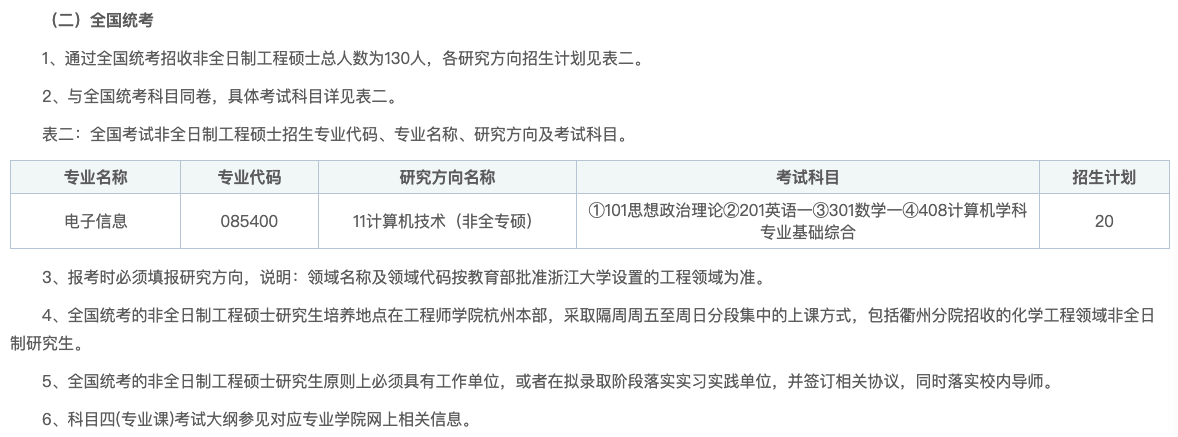 （二）全国统考
1、通过全国统考招收非全日制工程硕士总人数为130人，各研究方向招生计划见表二。
2、与全国统考科目同卷，具体考试科目详见表二。
表二：全国考试非全日制工程硕士招生专业代码、专业名称、研究方向及考试科目。
专业名称 专业代码 研究方向名称 考试科目 招生计划
电子信息 085400 11计算机技术（非全专硕） ①101思想政治理论②201英语一③301数学一④408计算机学科 20
专业基础综合
3、报考时必须填报研究方向，说明：领域名称及领域代码按教育部批准浙江大学设置的工程领域为准。
4、全国统考的非全日制工程硕士研究生培养地点在工程师学院杭州本部，采取隔周周五至周日分段集中的上课方式，包括衢州分院招收的化学工程领域非全日
制研究生。
5、全国统考的非全日制工程硕士研究生原则上必须具有工作单位，或者在拟录取阶段落实实习实践单位，并签订相关协议，同时落实校内导师。
6、科目四(专业课)考试大纲参见对应专业学院网上相关信息。